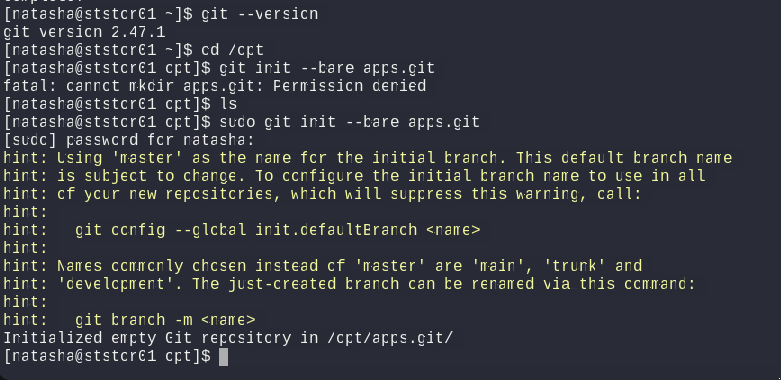 [natasha@ststor01 ~]$ git --version
git version 2.47.1
[natasha@ststor01 ~]$ cd /opt
[natasha@ststor01 opt]$ git init --bare apps.git
fatal: cannot mkdir apps.git: Permission denied
[natasha@ststor01 opt]$ ls
[natasha@ststor01 opt]$ sudo git init --bare apps.git
[sudo] password for natasha:
hint: Using 'master' as the name for the initial branch. This default branch name
hint: is subject to change. To configure the initial branch name to use in all
hint: of your new repositories, which will suppress this warning, call:
hint:
hint:   git config --global init.defaultBranch <name>
hint:
hint: Names commonly chosen instead of 'master' are 'main', 'trunk' and
hint: 'development'. The just-created branch can be renamed via this command:
hint:
hint:   git branch -m <name>
Initialized empty Git repository in /opt/apps.git/
[natasha@ststor01 opt]$